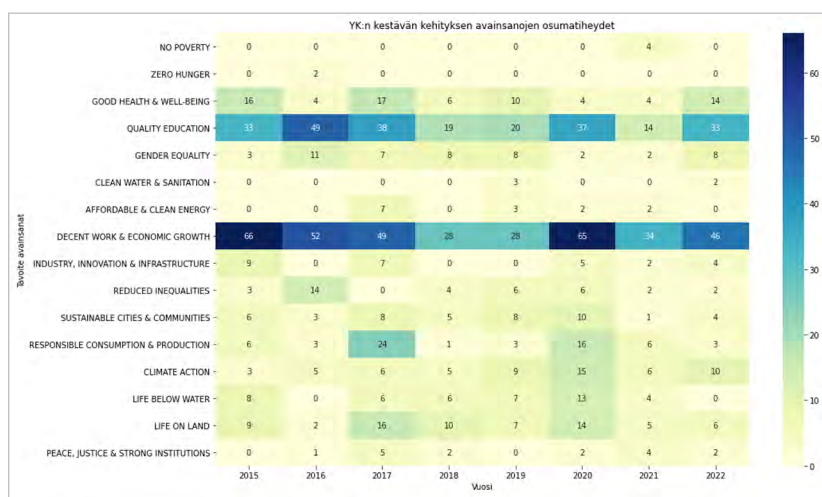 YK:n kestävän kehityksen avainsanojen osumatiheydet
NO POVERTY 0 0 0 0 0 0 4 0
ZERO HUNGER 0 2 0 0 0 0 0 0
GOOD HEALTH & WELL-BEING 16 4 17 6 10 4 4 14
QUALITY EDUCATION 33 49 38 19 20 37 14 33
GENDER EQUALITY 3 11 7 8 8 2 2 8
CLEAN WATER & SANITATION 0 0 0 0 3 0 0 2
AFFORDABLE & CLEAN ENERGY 0 0 7 0 3 2 2 0
DECENT WORK & ECONOMIC GROWTH 66 52 49 28 28 65 34 46
INDUSTRY, INNOVATION & INFRASTRUCTURE 9 0 7 0 0 5 2 4
REDUCED INEQUALITIES 3 14 0 4 6 6 2 2
SUSTAINABLE CITIES & COMMUNITIES 6 3 8 5 8 10 1 4
RESPONSIBLE CONSUMPTION & PRODUCTION 6 3 24 1 3 16 6 3
CLIMATE ACTION 3 5 6 5 9 15 6 10
LIFE BELOW WATER 8 0 6 6 7 13 4 0
LIFE ON LAND 9 2 16 10 7 14 5 6
PEACE, JUSTICE & STRONG INSTITUTIONS 0 1 5 2 0 2 4 2
2015 2016 2017 2018 2019 2020 2021 2022
Vuosi
Tavoite avainsanat
60
50
40
30
20
10
0